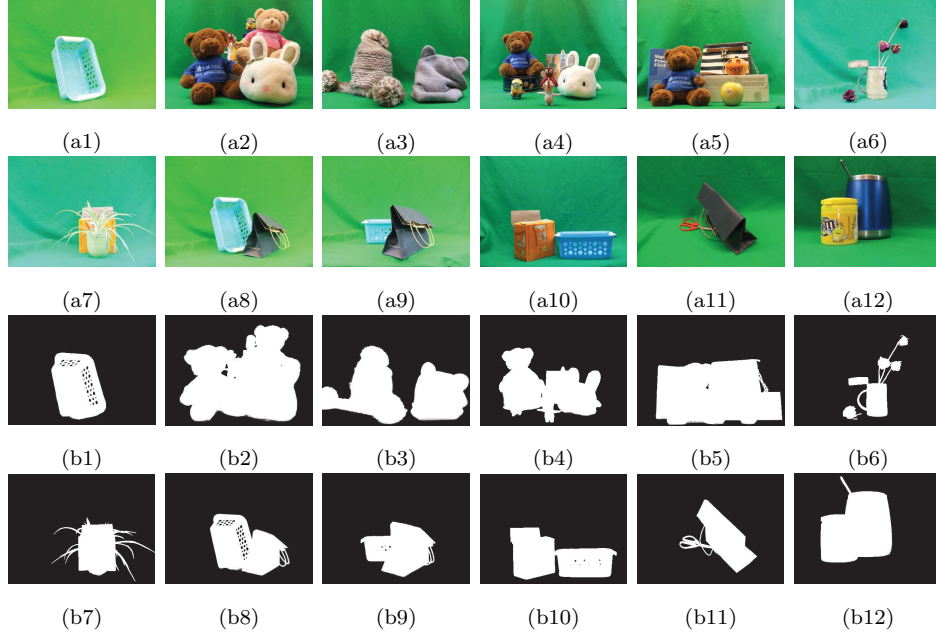 (a1) (a2) (a3) (a4) (a5) (a6)
(a7) (a8) (a9) (a10) (a11) (a12)
(b1) (b2) (b3) (b4) (b5) (b6)
(b7) (b8) (b9) (b10) (b11) (b12)